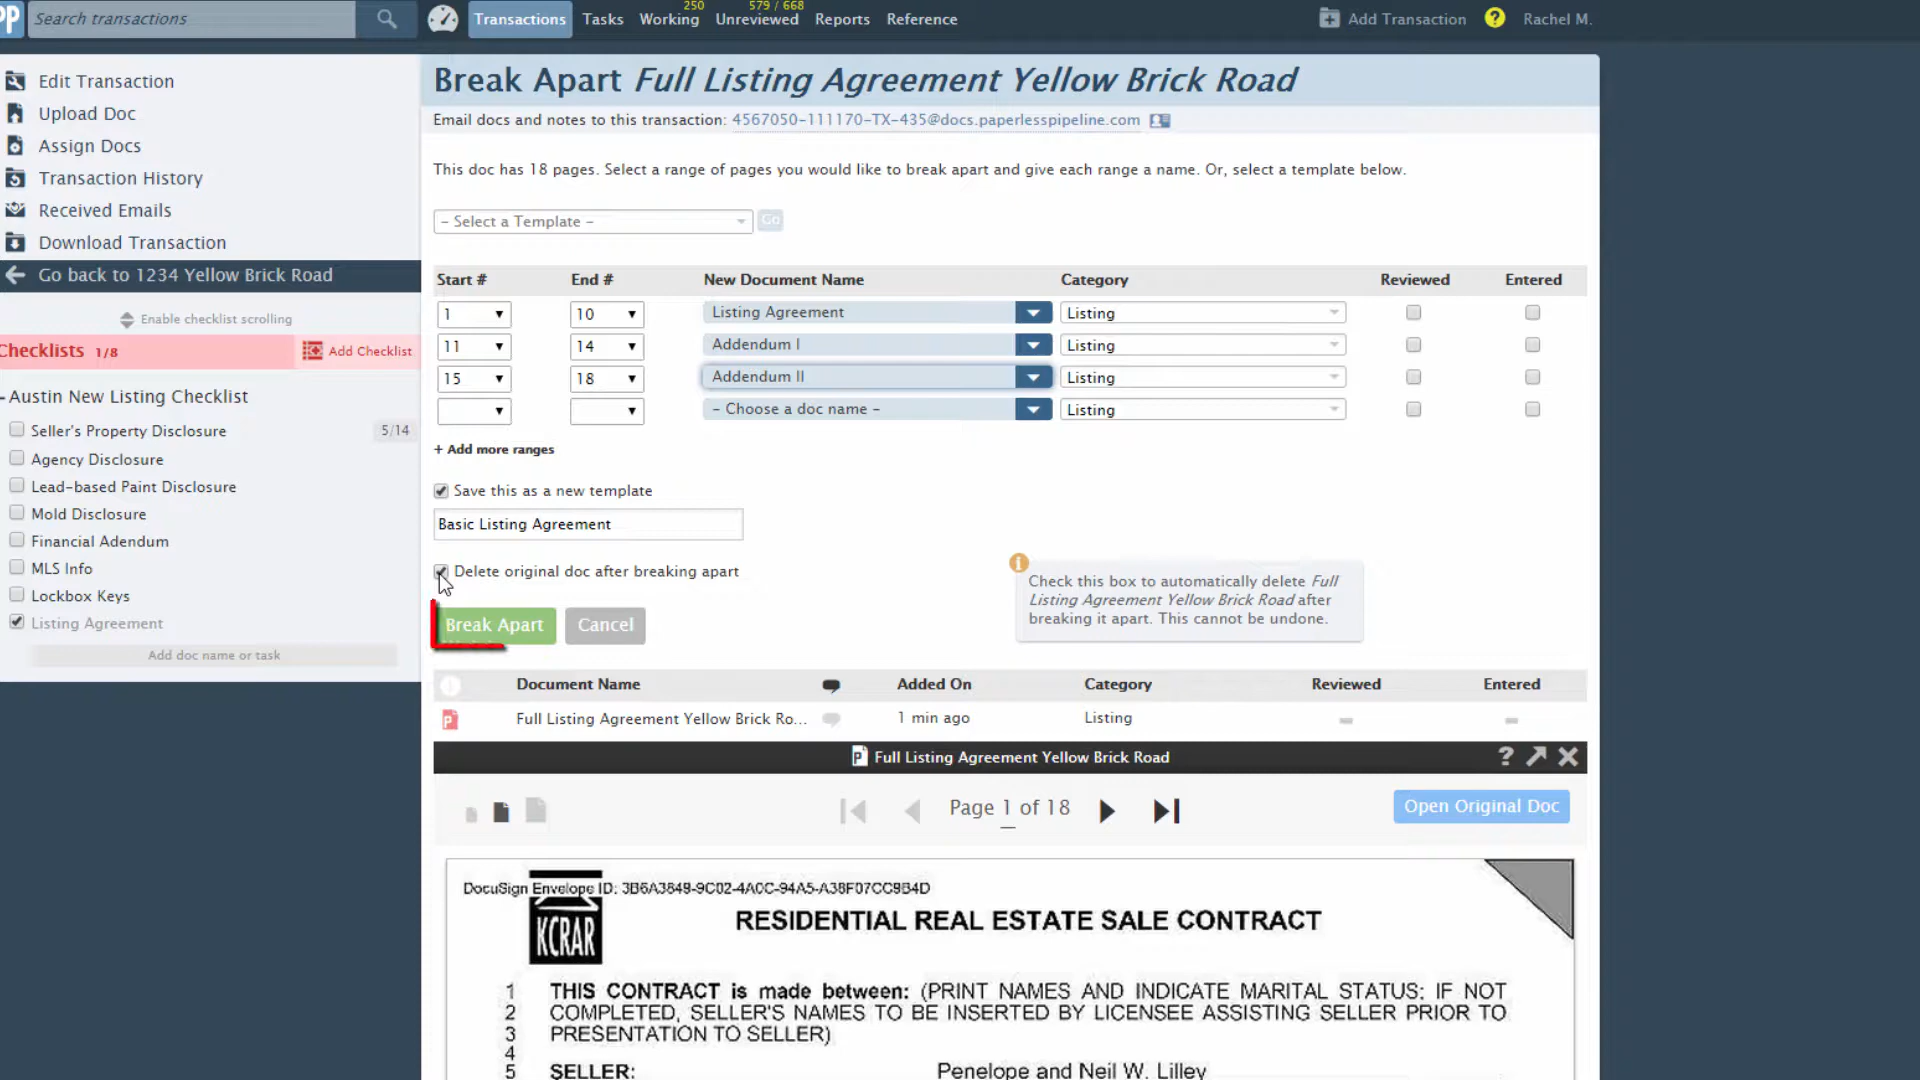 Search transactions
Transactions
Tasks
250
Working
579 / 668
Unreviewed
Reports
Reference
Add Transaction
?
Rachel M.
Edit Transaction
Upload Doc
Assign Docs
Transaction History
Received Emails
Download Transaction
Go back to 1234 Yellow Brick Road
Enable checklist scrolling
Checklists 1/8
Add Checklist
Austin New Listing Checklist
Seller's Property Disclosure 5/14
Agency Disclosure
Lead-based Paint Disclosure
Mold Disclosure
Financial Adendum
MLS Info
Lockbox Keys
Listing Agreement
Add doc name or task
Break Apart Full Listing Agreement Yellow Brick Road
Email docs and notes to this transaction: 4567050-111170-TX-435@docs.paperlesspipeline.com
This doc has 18 pages. Select a range of pages you would like to break apart and give each range a name. Or, select a template below.
- Select a Template - Go
Start # End # New Document Name Category Reviewed Entered
1 10 Listing Agreement Listing
11 14 Addendum I Listing
15 18 Addendum II Listing
- Choose a doc name - Listing
+ Add more ranges
Save this as a new template
Basic Listing Agreement
Delete original doc after breaking apart
Check this box to automatically delete Full
Listing Agreement Yellow Brick Road after
breaking it apart. This cannot be undone.
Break Apart Cancel
Document Name Added On Category Reviewed Entered
Full Listing Agreement Yellow Brick Ro... 1 min ago Listing
Full Listing Agreement Yellow Brick Road ?
Page 1 of 18
Open Original Doc
DocuSign Envelope ID: 3B6A3849-9C02-4A0C-94A5-A38F07CC9B4D
KCRAR
RESIDENTIAL REAL ESTATE SALE CONTRACT
1 THIS CONTRACT is made between: (PRINT NAMES AND INDICATE MARITAL STATUS; IF NOT
2 COMPLETED, SELLER'S NAMES TO BE INSERTED BY LICENSEE ASSISTING SELLER PRIOR TO
3 PRESENTATION TO SELLER)
4
5 SELLER: Penelope and Neil W. Lilley